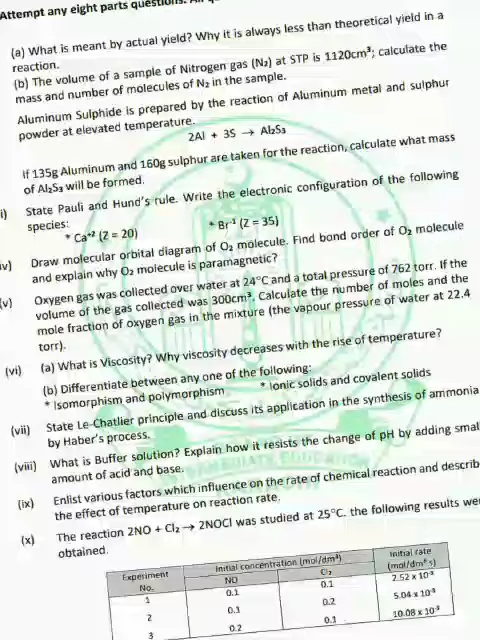 Attempt any eight parts questions.
(a) What is meant by actual yield? Why it is always less than theoretical yield in a
reaction.
(b) The volume of a sample of Nitrogen gas (N₂) at STP is 1120cm³; calculate the
mass and number of molecules of N₂ in the sample.
Aluminum Sulphide is prepared by the reaction of Aluminum metal and sulphur
powder at elevated temperature.
2Al + 3S → Al₂S₃
If 135g Aluminum and 160g sulphur are taken for the reaction, calculate what mass
of Al₂S₃ will be formed.
i) State Pauli and Hund's rule. Write the electronic configuration of the following
species:
* Ca⁺² (Z = 20) * Br⁻¹ (Z = 35)
iv) Draw molecular orbital diagram of O₂ molecule. Find bond order of O₂ molecule
and explain why O₂ molecule is paramagnetic?
(v) Oxygen gas was collected over water at 24°C and a total pressure of 762 torr. If the
volume of the gas collected was 300cm³. Calculate the number of moles and the
mole fraction of oxygen gas in the mixture (the vapour pressure of water at 22.4
torr).
(vi) (a) What is Viscosity? Why viscosity decreases with the rise of temperature?
(b) Differentiate between any one of the following:
* Isomorphism and polymorphism * Ionic solids and covalent solids
(vii) State Le-Chatlier principle and discuss its application in the synthesis of ammonia
by Haber's process.
(viii) What is Buffer solution? Explain how it resists the change of pH by adding smal
amount of acid and base.
(ix) Enlist various factors which influence on the rate of chemical reaction and describ
the effect of temperature on reaction rate.
(x) The reaction 2NO + Cl₂ → 2NOCl was studied at 25°C. the following results we
obtained.
Experiment No. Initial concentration (mol/dm³) Initial rate (mol/dm³ s)
NO Cl₂
1 0.1 0.1 2.52 x 10⁻³
2 0.1 0.2 5.04 x 10⁻³
3 0.2 0.1 10.08 x 10⁻³